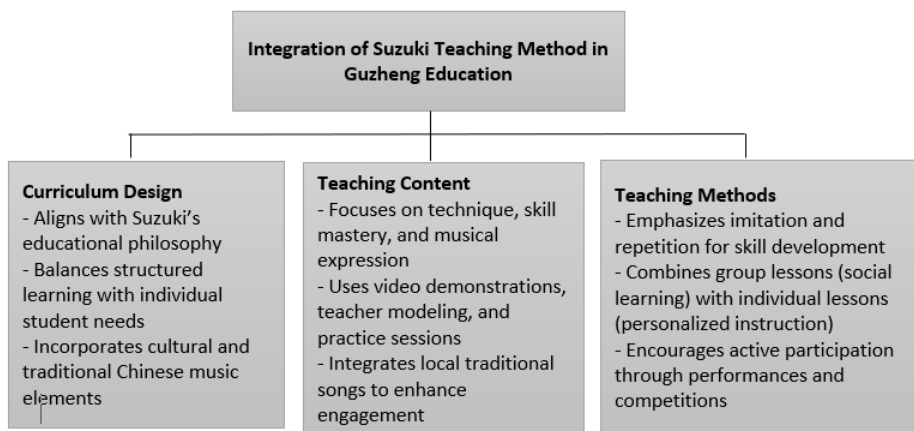 Integration of Suzuki Teaching Method in
Guzheng Education
Curriculum Design
- Aligns with Suzuki’s
educational philosophy
- Balances structured
learning with individual
student needs
- Incorporates cultural and
traditional Chinese music
elements
Teaching Content
- Focuses on technique, skill
mastery, and musical
expression
- Uses video demonstrations,
teacher modeling, and
practice sessions
- Integrates local traditional
songs to enhance
engagement
Teaching Methods
- Emphasizes imitation and
repetition for skill development
- Combines group lessons (social
learning) with individual lessons
(personalized instruction)
- Encourages active participation
through performances and
competitions